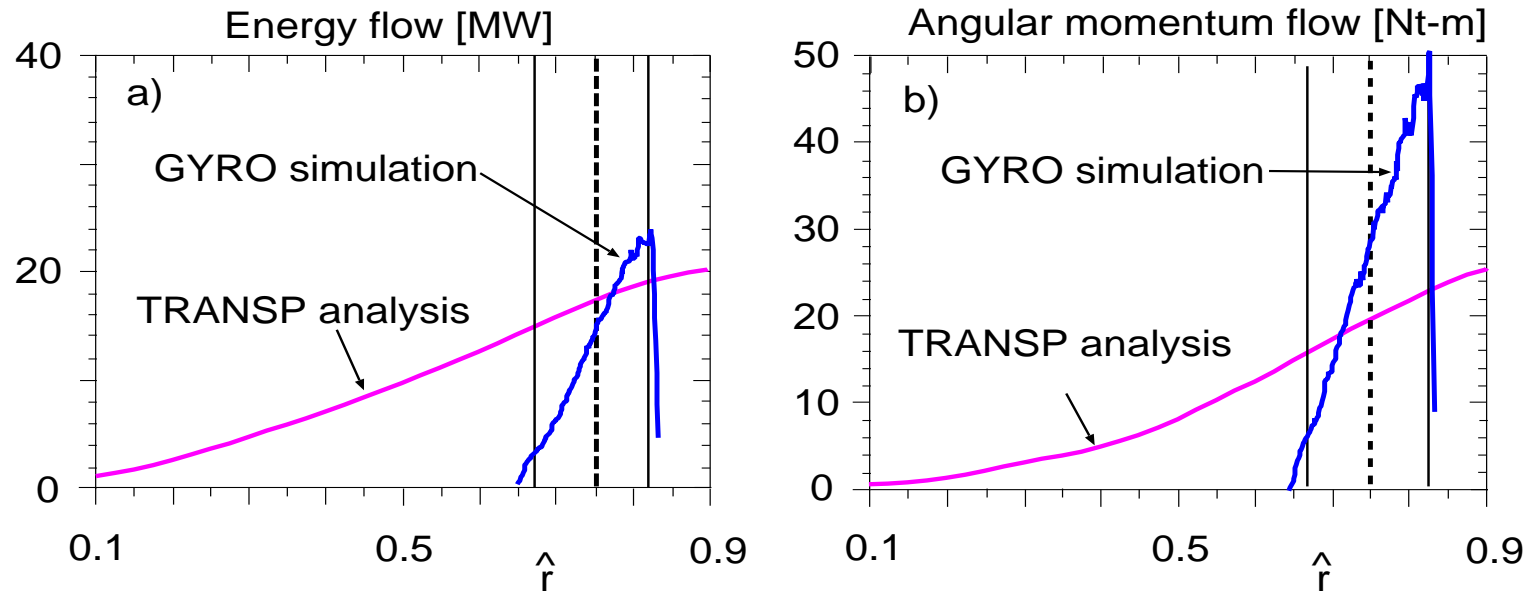 Energy flow [MW]
40
a)
GYRO simulation
20
TRANSP analysis
0
0.1
0.5
0.9
r̂
Angular momentum flow [Nt-m]
50
b)
40
GYRO simulation
30
20
TRANSP analysis
10
0
0.1
0.5
0.9
r̂